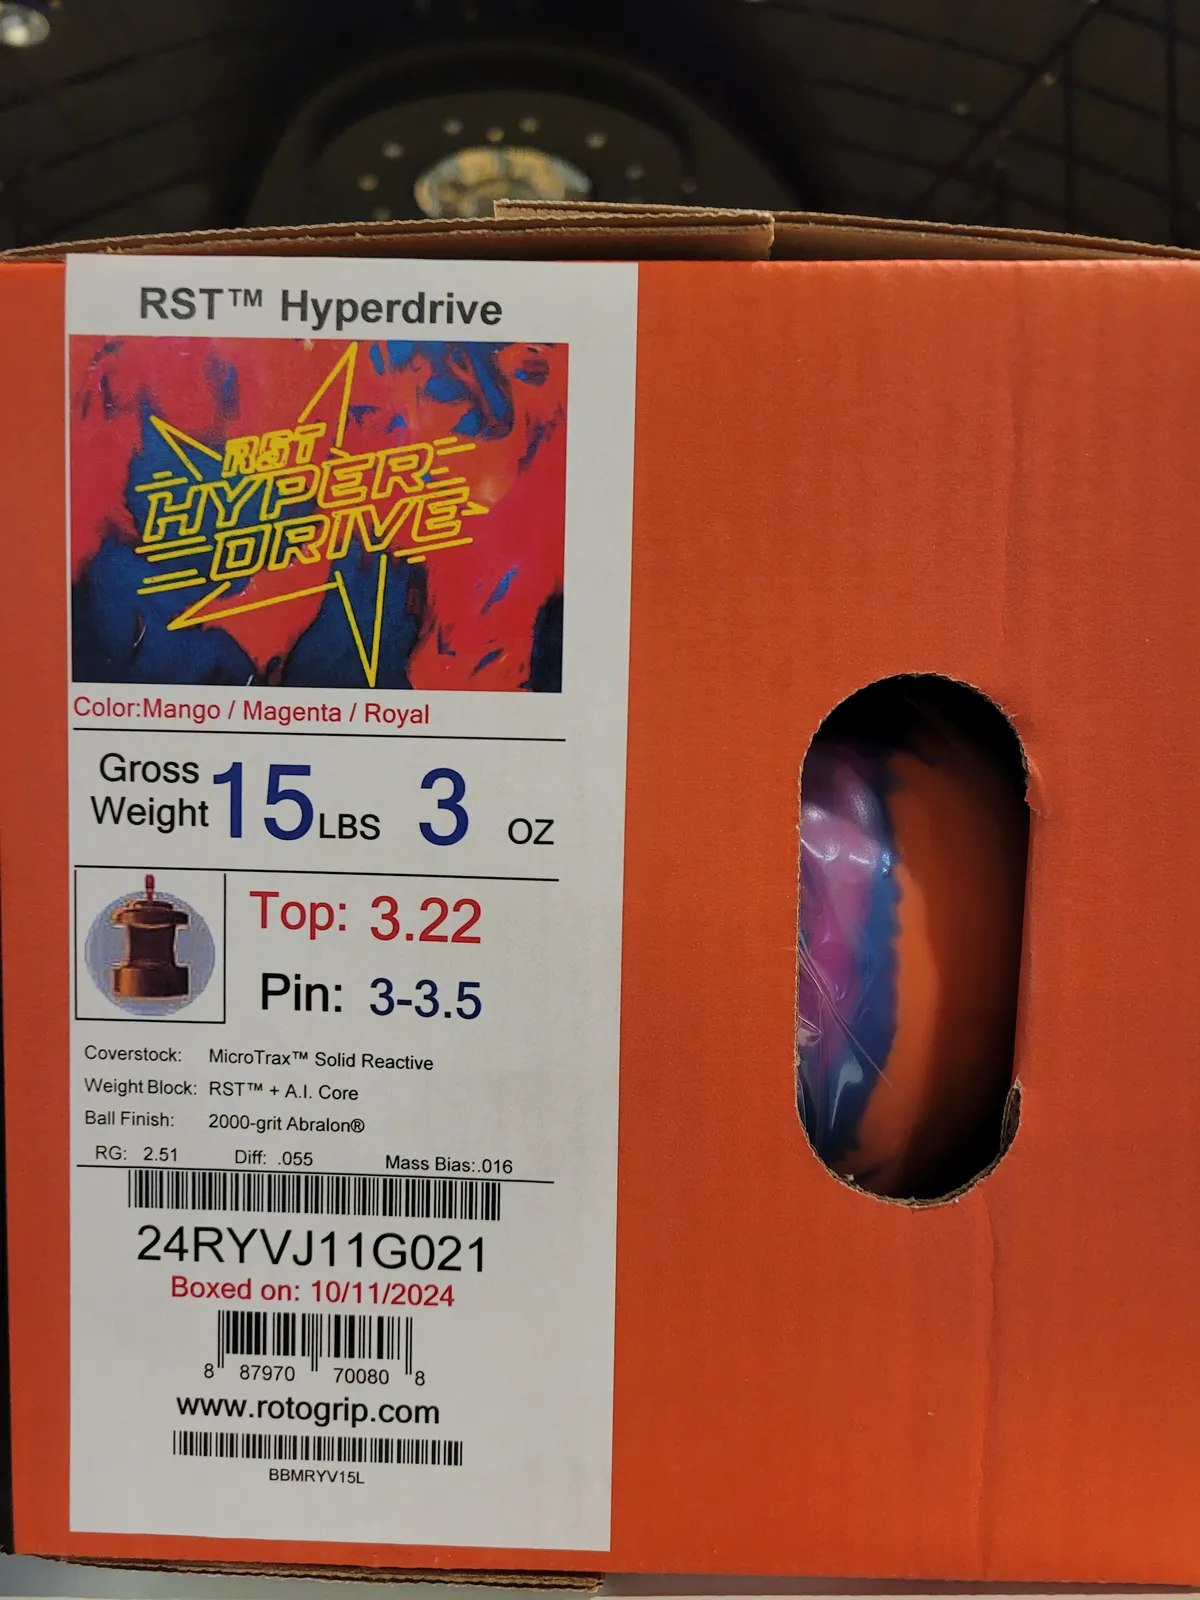 RST™ Hyperdrive
RST
HYPER
DRIVE
Color:Mango / Magenta / Royal
Gross Weight 15 LBS 3 OZ
Top: 3.22
Pin: 3-3.5
Coverstock: MicroTrax™ Solid Reactive
Weight Block: RST™ + A.I. Core
Ball Finish: 2000-grit Abralon®
RG: 2.51 Diff: .055 Mass Bias:.016
24RYVJ11G021
Boxed on: 10/11/2024
8 87970 70080 8
www.rotogrip.com
BBMRYV15L